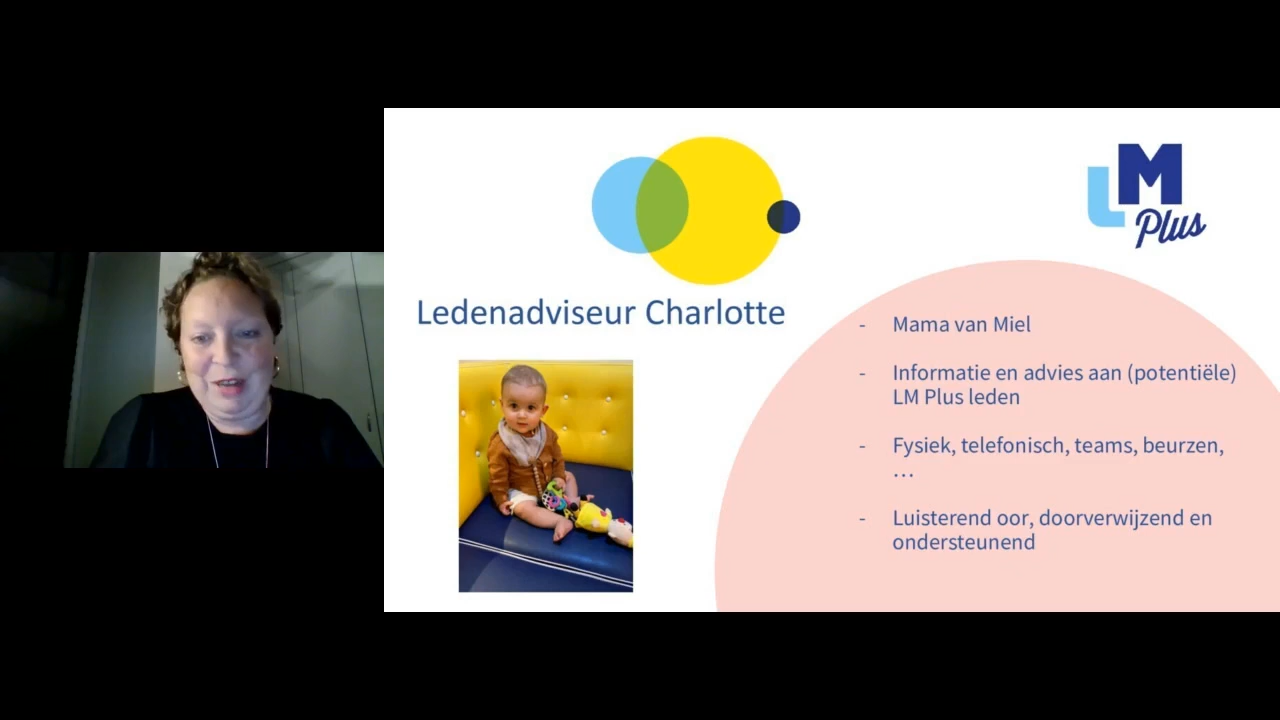 LM
Plus
Ledenadviseur Charlotte
- Mama van Miel
- Informatie en advies aan (potentiële)
LM Plus leden
- Fysiek, telefonisch, teams, beurzen,
...
- Luisterend oor, doorverwijzend en
ondersteunend